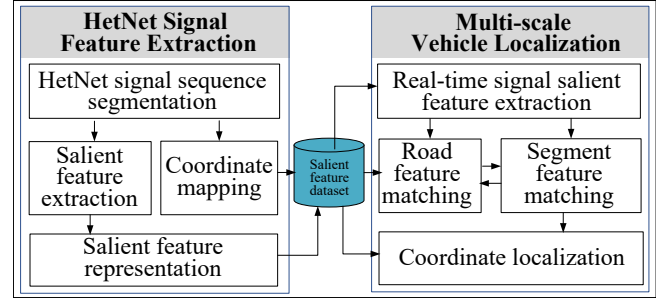 HetNet Signal
Feature Extraction
HetNet signal sequence
segmentation
Salient
feature
extraction
Coordinate
mapping
Salient feature
representation
Salient
feature
dataset
Multi-scale
Vehicle Localization
Real-time signal salient
feature extraction
Road
feature
matching
Segment
feature
matching
Coordinate localization